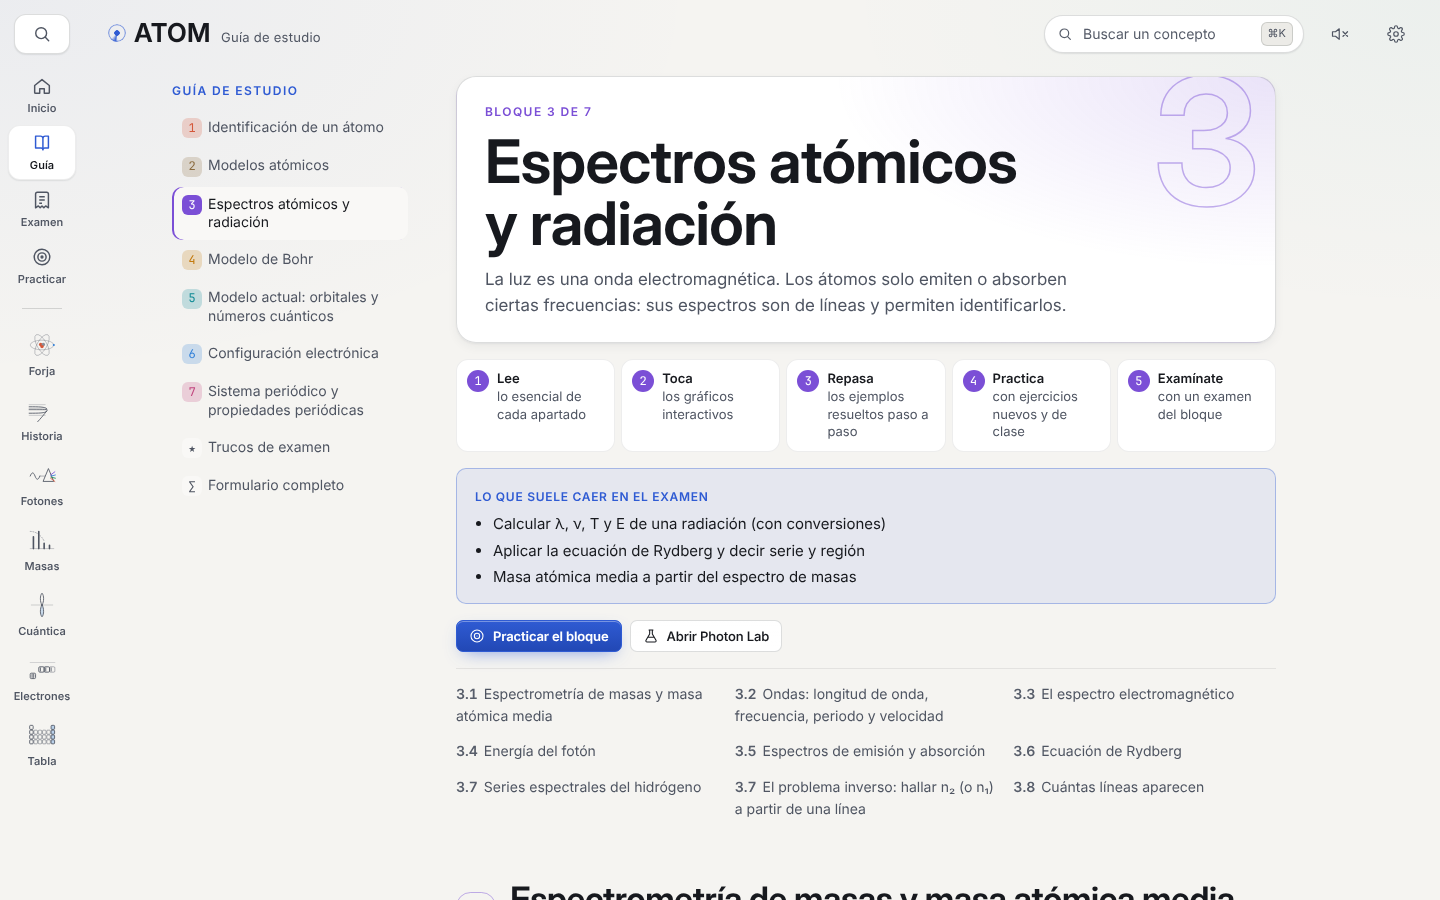 ATOM Guía de estudio
Buscar un concepto ⌘K
Inicio
Guía
Examen
Practicar
Forja
Historia
Fotones
Masas
Cuántica
Electrones
Tabla
GUÍA DE ESTUDIO
1 Identificación de un átomo
2 Modelos atómicos
3 Espectros atómicos y
radiación
4 Modelo de Bohr
5 Modelo actual: orbitales y
números cuánticos
6 Configuración electrónica
7 Sistema periódico y
propiedades periódicas
★ Trucos de examen
∑ Formulario completo
BLOQUE 3 DE 7
3
Espectros atómicos
y radiación
La luz es una onda electromagnética. Los átomos solo emiten o absorben
ciertas frecuencias: sus espectros son de líneas y permiten identificarlos.
1 Lee
lo esencial de
cada apartado
2 Toca
los gráficos
interactivos
3 Repasa
los ejemplos
resueltos paso a
paso
4 Practica
con ejercicios
nuevos y de
clase
5 Examínate
con un examen
del bloque
LO QUE SUELE CAER EN EL EXAMEN
• Calcular λ, ν, T y E de una radiación (con conversiones)
• Aplicar la ecuación de Rydberg y decir serie y región
• Masa atómica media a partir del espectro de masas
Practicar el bloque
Abrir Photon Lab
3.1 Espectrometría de masas y masa
atómica media
3.2 Ondas: longitud de onda,
frecuencia, periodo y velocidad
3.3 El espectro electromagnético
3.4 Energía del fotón
3.5 Espectros de emisión y absorción
3.6 Ecuación de Rydberg
3.7 Series espectrales del hidrógeno
3.7 El problema inverso: hallar n₂ (o n₁)
a partir de una línea
3.8 Cuántas líneas aparecen
Espectrometría de masas y masa atómica media